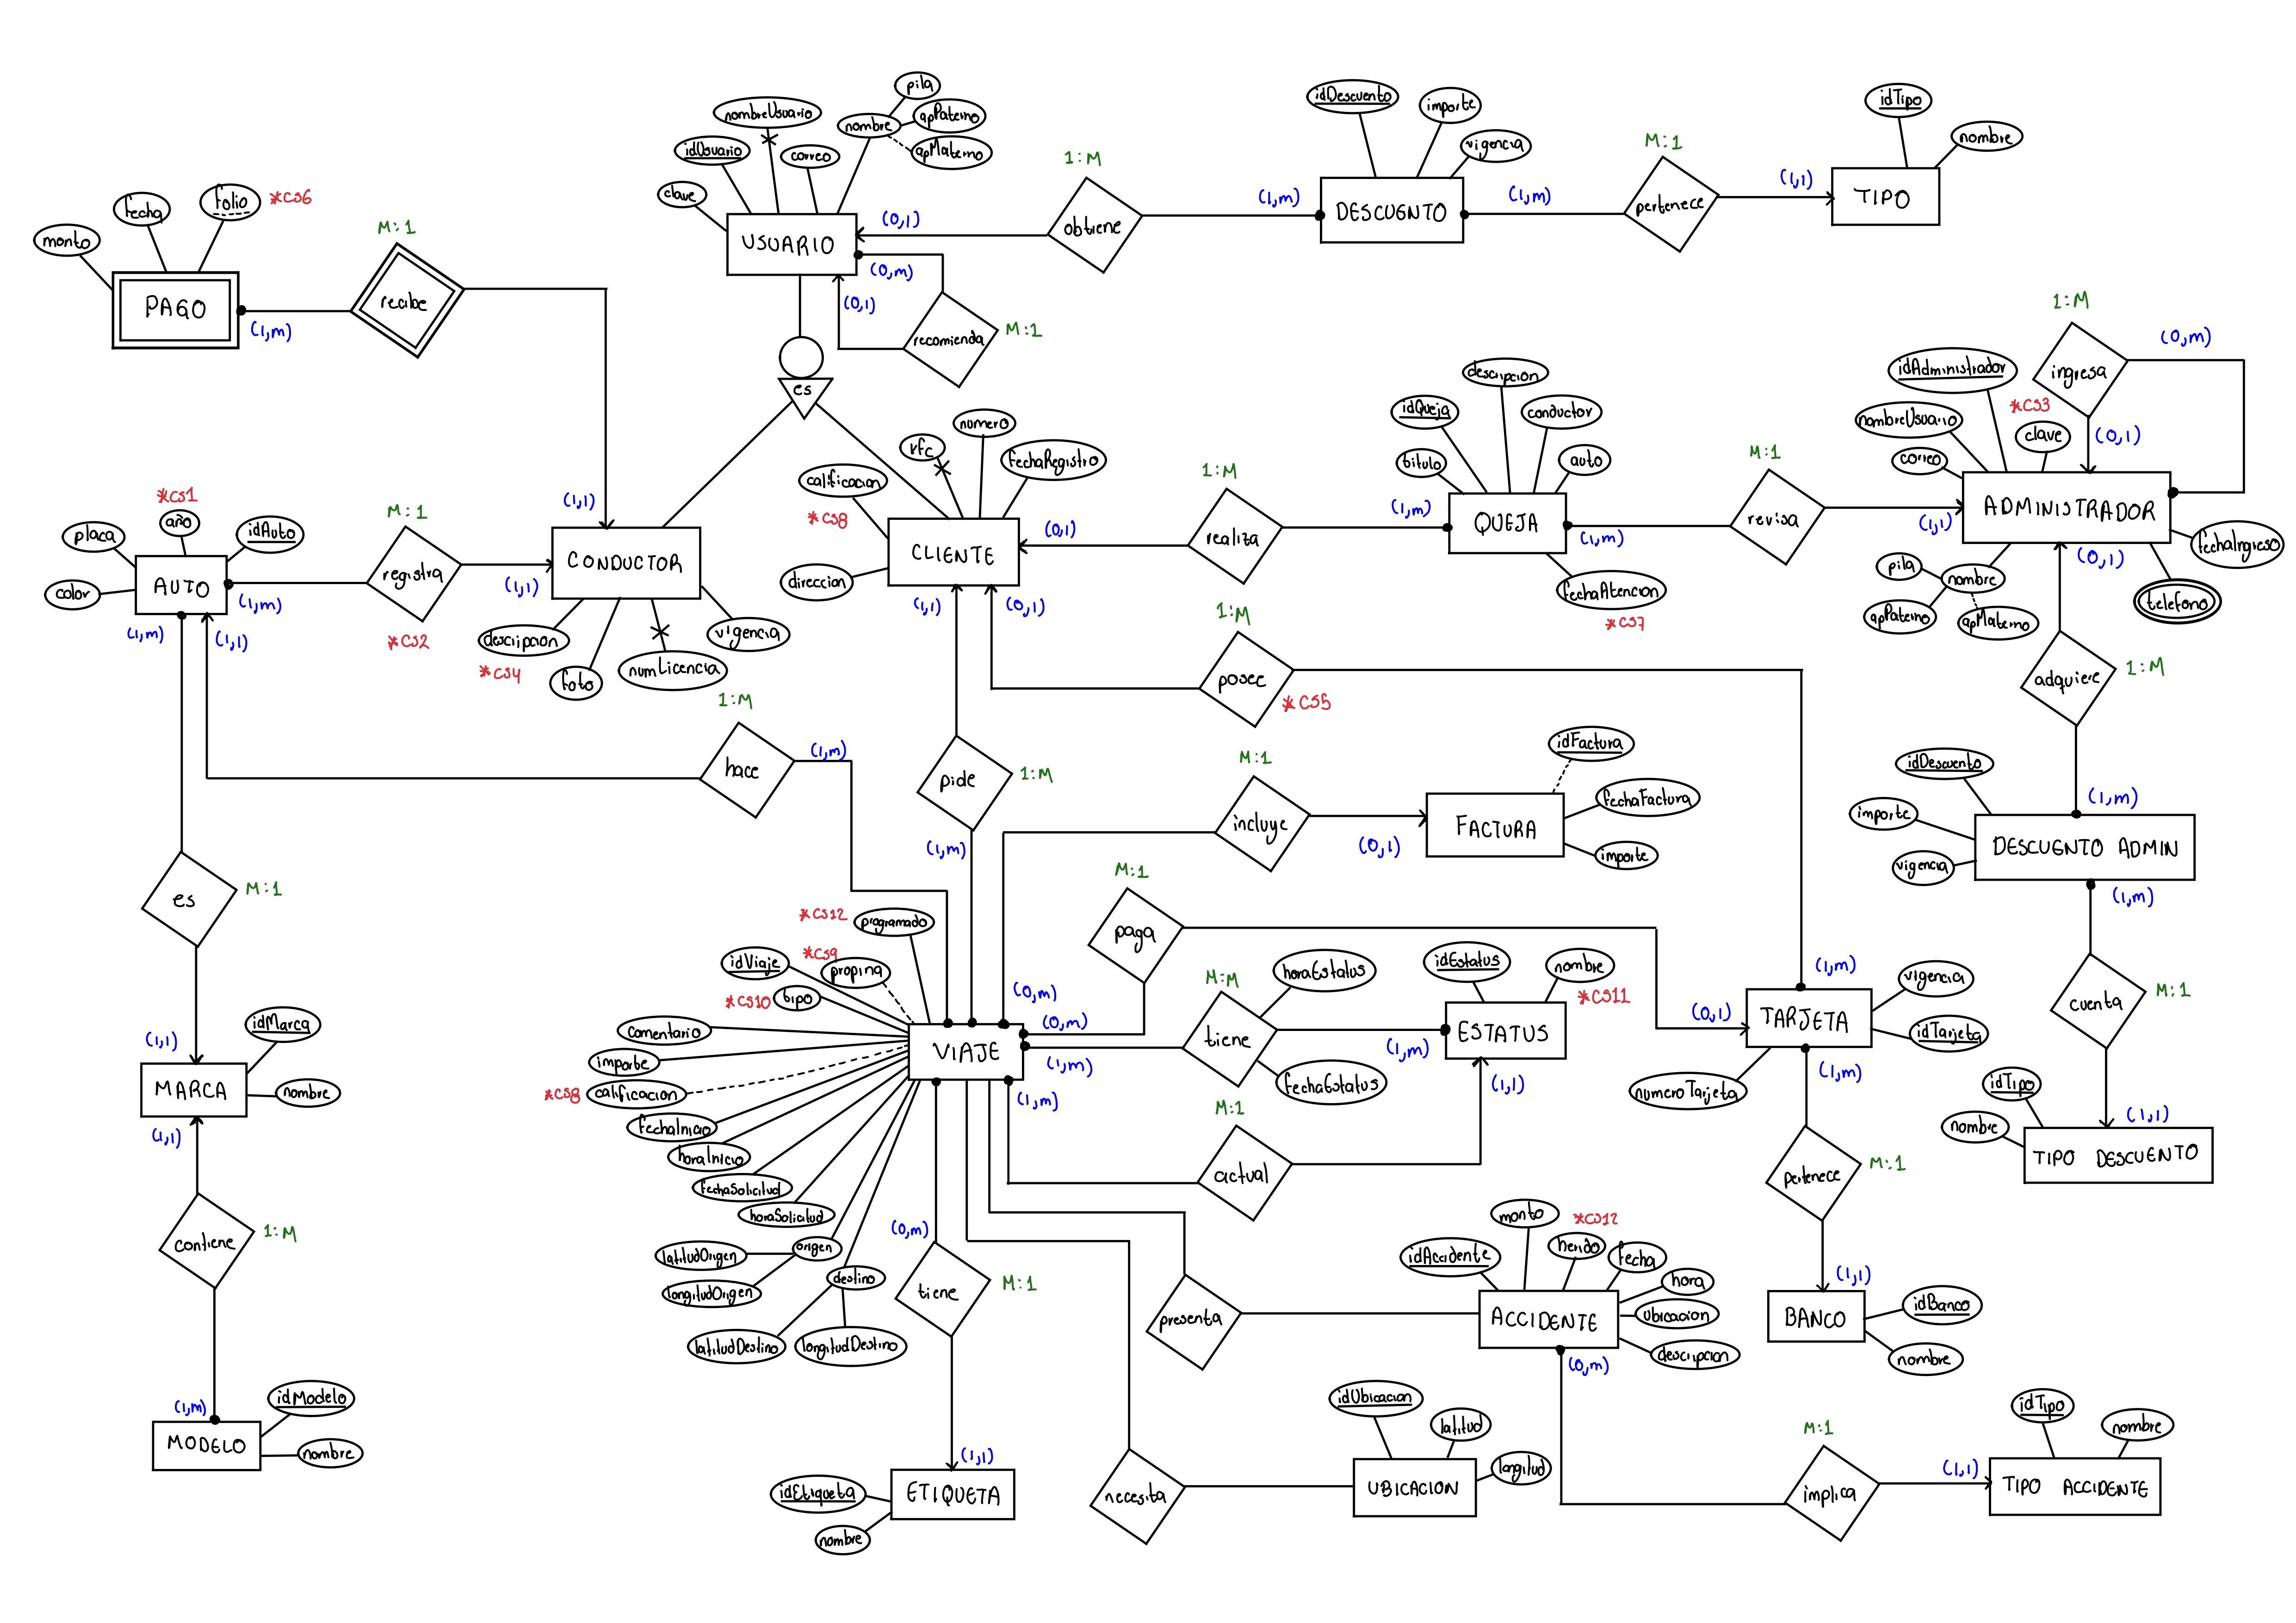 pila
nombreUsuario
nombre
apPaterno
apMaterno
idUsuario
correo
clave
USUARIO
(0,1)
(0,m)
(0,1)
1:M
obtiene
recomienda
M:1
idDescuento
importe
vigencia
(1,m)
DESCUENTO
(1,m)
M:1
pertenece
(1,1)
idTipo
nombre
TIPO
folio
*CS6
fecha
monto
PAGO
(1,m)
M:1
recibe
es
(1,1)
*CS1
año
placa
idAuto
color
AUTO
(1,m)
(1,m)
(1,1)
M:1
registra
*CS2
(1,1)
CONDUCTOR
descripcion
*CS4
foto
numLicencia
vigencia
rfc
numero
fechaRegistro
calificacion
*CS8
direccion
CLIENTE
(0,1)
(1,1)
(0,1)
1:M
realiza
descripcion
idQueja
conductor
titulo
auto
(1,m)
QUEJA
(1,m)
fechaAtencion
*CS7
M:1
revisa
(1,1)
1:M
ingresa
(0,m)
*CS3
(0,1)
idAdministrador
nombreUsuario
clave
correo
ADMINISTRADOR
fechaIngreso
telefono
pila
nombre
apPaterno
apMaterno
(0,1)
adquiere
1:M
1:M
posee
*CS5
1:M
hace
(1,m)
pide
1:M
(1,m)
M:1
incluye
(0,1)
idFactura
fechaFactura
importe
FACTURA
idDescuento
importe
vigencia
(1,m)
DESCUENTO ADMIN
(1,m)
cuenta
M:1
(1,1)
idTipo
nombre
TIPO DESCUENTO
es
M:1
(1,1)
idMarca
nombre
MARCA
(1,1)
contiene
1:M
(1,m)
idModelo
nombre
MODELO
*CS12
programado
*CS9
propina
idViaje
*CS10
tipo
comentario
importe
*CS8
calificacion
fechaInicio
horaInicio
fechaSolicitud
horaSolicitud
origen
latitudOrigen
longitudOrigen
destino
latitudDestino
longitudDestino
VIAJE
(0,m)
(0,m)
(1,m)
(1,m)
(0,m)
M:1
paga
(0,1)
M:M
tiene
horaEstatus
fechaEstatus
(1,m)
idEstatus
nombre
*CS11
ESTATUS
(1,1)
M:1
actual
(1,m)
vigencia
idTarjeta
numeroTarjeta
TARJETA
(1,m)
pertenece
M:1
(1,1)
BANCO
idBanco
nombre
tiene
M:1
(1,1)
idEtiqueta
nombre
ETIQUETA
presenta
monto
*CS12
idAccidente
herido
fecha
hora
ubicacion
descripcion
ACCIDENTE
(0,m)
necesita
idUbicacion
latitud
longitud
UBICACION
M:1
implica
(1,1)
idTipo
nombre
TIPO ACCIDENTE